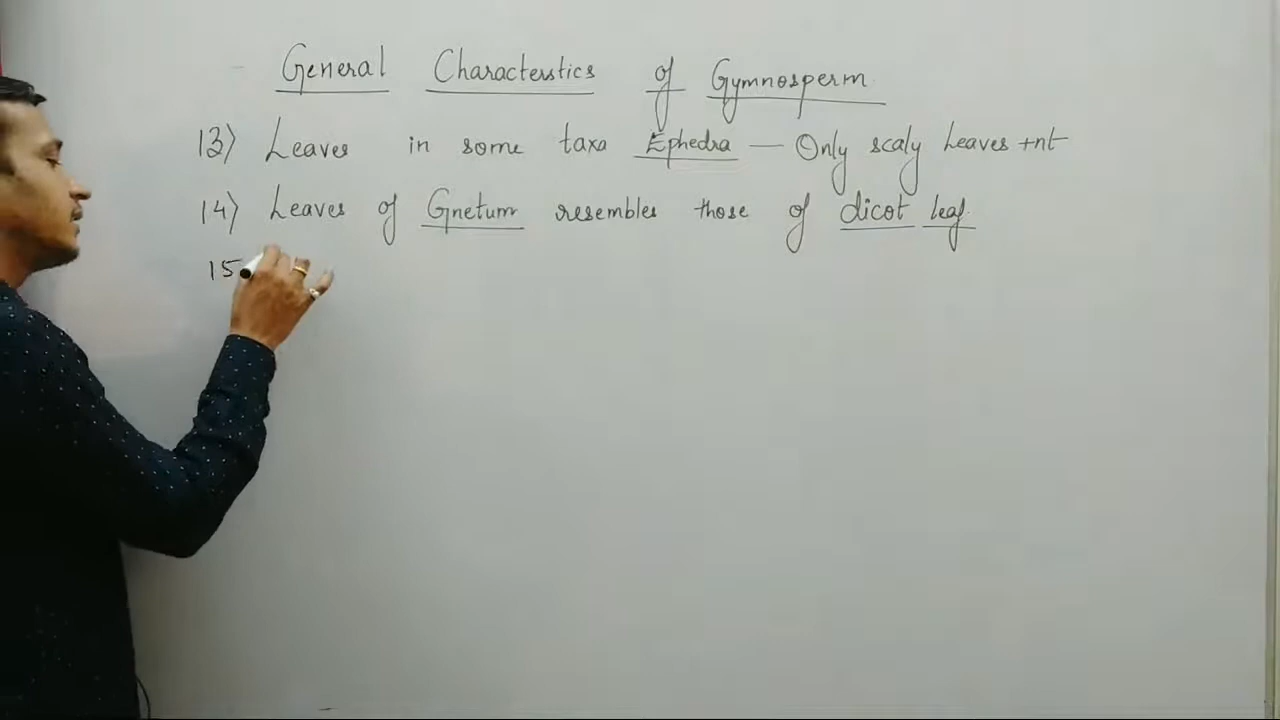 General Characterstics of Gymnosperm
13) Leaves in some taxa Ephedra — Only scaly Leaves +nt
14) Leaves of Gnetum resembles those of dicot leaf.
15